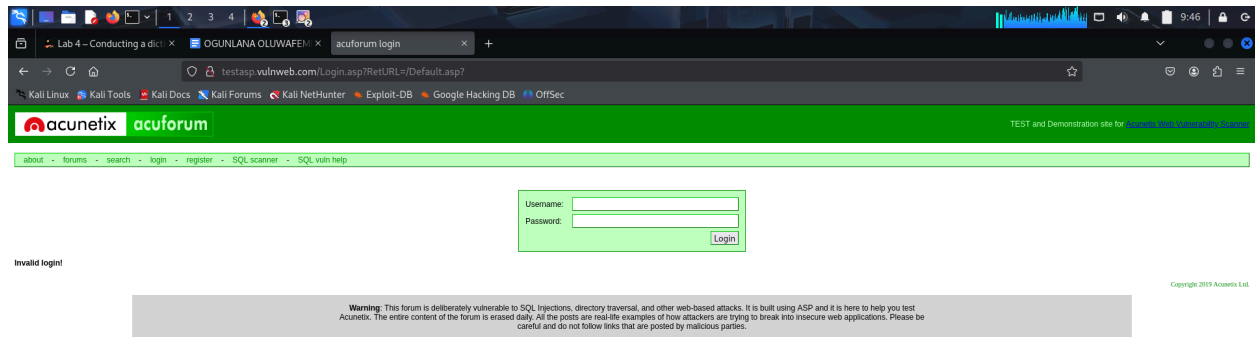 1 2 3 4
9:46
Lab 4 – Conducting a dicti
OGUNLANA OLUWAFEMI
acuforum login
testasp.vulnweb.com/Login.asp?RetURL=/Default.asp?
Kali Linux Kali Tools Kali Docs Kali Forums Kali NetHunter Exploit-DB Google Hacking DB OffSec
acunetix acuforum
TEST and Demonstration site for Acunetix Web Vulnerability Scanner
about - forums - search - login - register - SQL scanner - SQL vuln help
Username:
Password:
Login
Invalid login!
Copyright 2019 Acunetix Ltd.
Warning: This forum is deliberately vulnerable to SQL Injections, directory traversal, and other web-based attacks. It is built using ASP and it is here to help you test
Acunetix. The entire content of the forum is erased daily. All the posts are real-life examples of how attackers are trying to break into insecure web applications. Please be
careful and do not follow links that are posted by malicious parties.